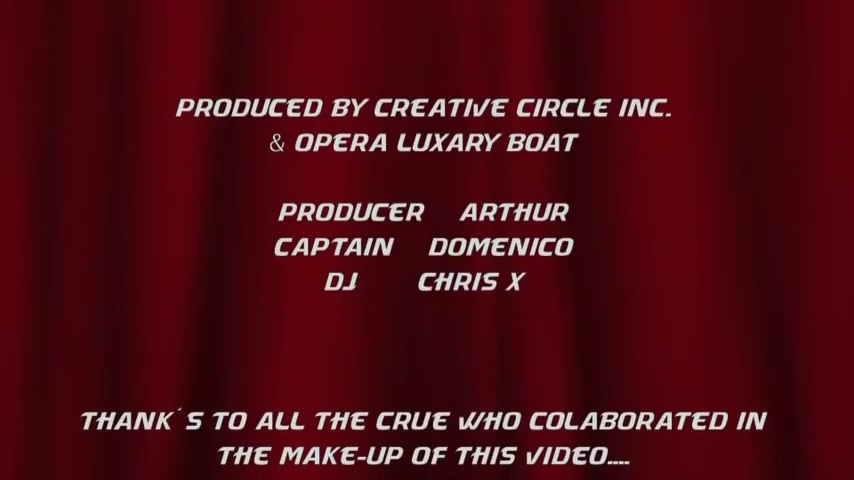 PRODUCED BY CREATIVE CIRCLE INC.
& OPERA LUXARY BOAT
PRODUCER ARTHUR
CAPTAIN DOMENICO
DJ CHRIS X
THANK´S TO ALL THE CRUE WHO COLABORATED IN
THE MAKE-UP OF THIS VIDEO....